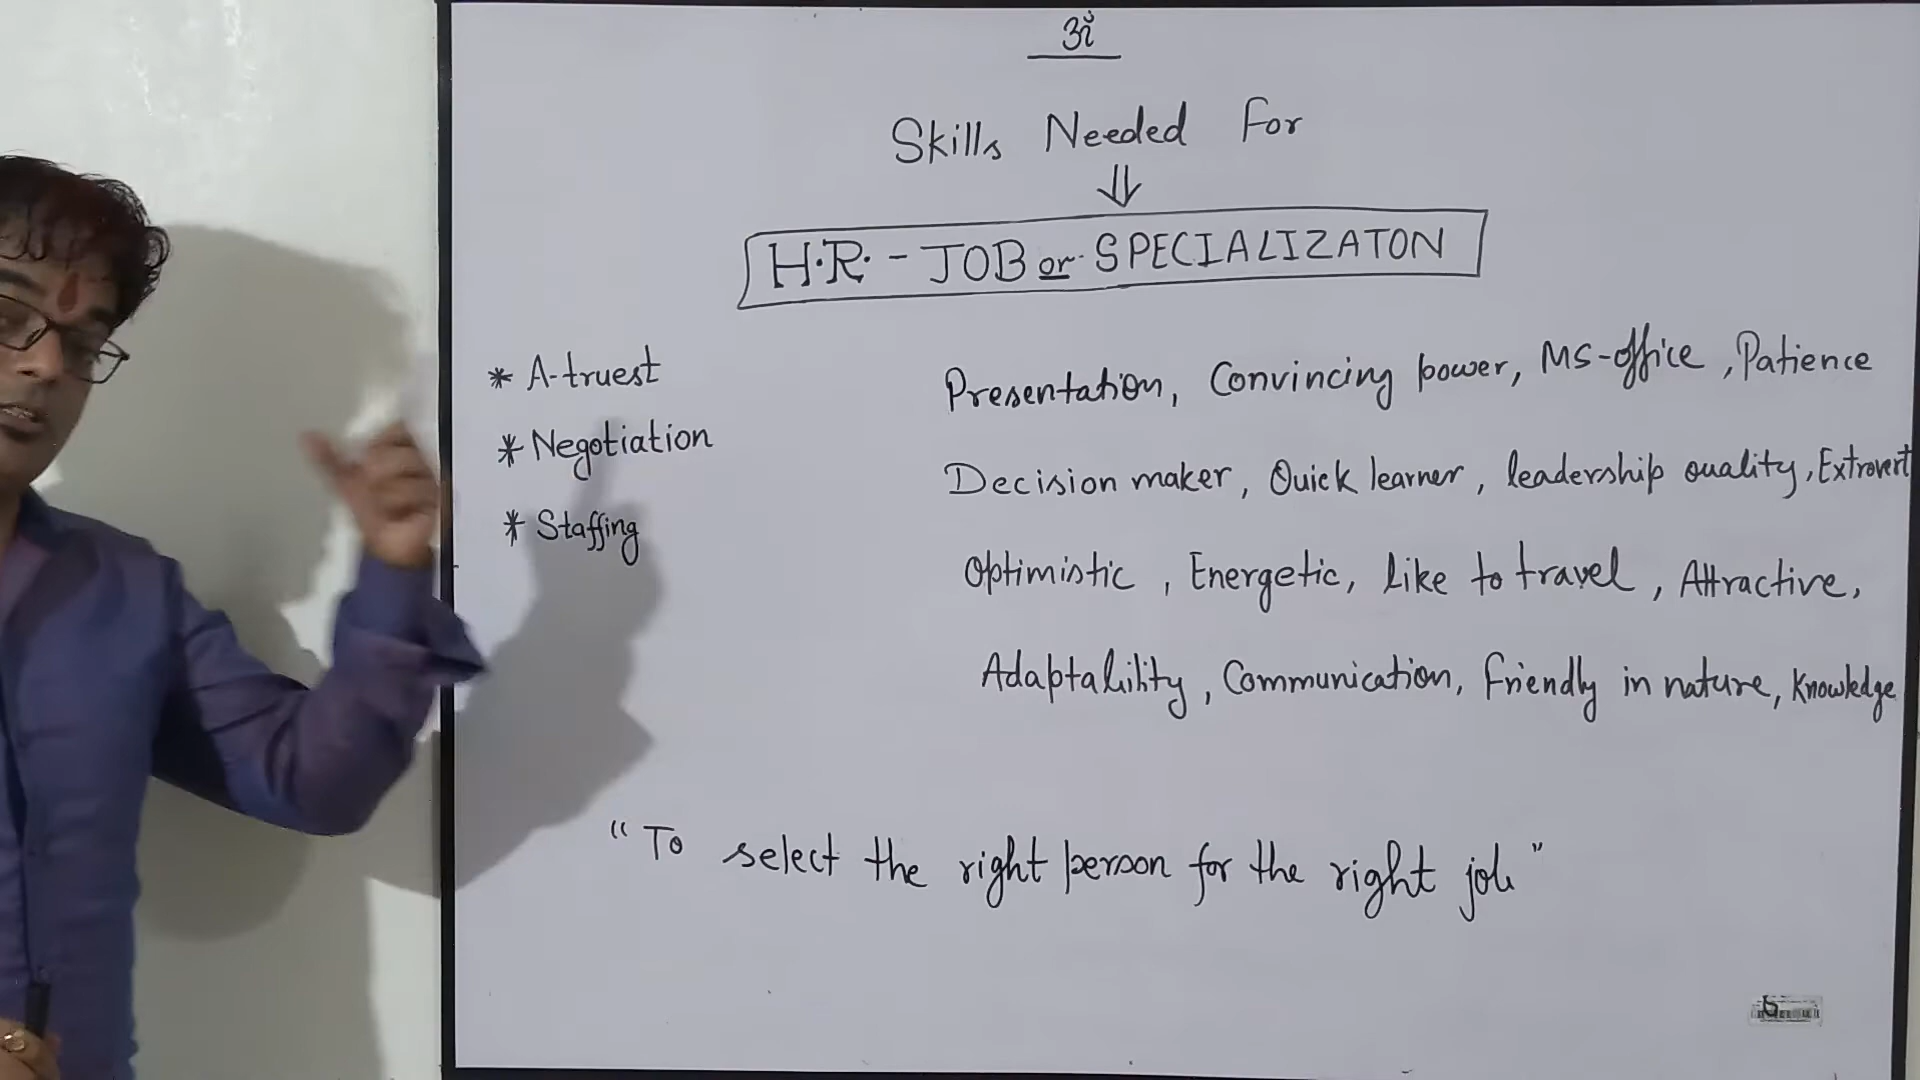 ॐ
Skills Needed For
⇓
H.R. - JOB or SPECIALIZATON
* A-truest
* Negotiation
* Staffing
Presentation, Convincing power, MS-office, Patience
Decision maker, Quick learner, leadership quality, Extrovert
Optimistic, Energetic, like to travel, Attractive,
Adaptability, Communication, friendly in nature, Knowledge
"To select the right person for the right job"